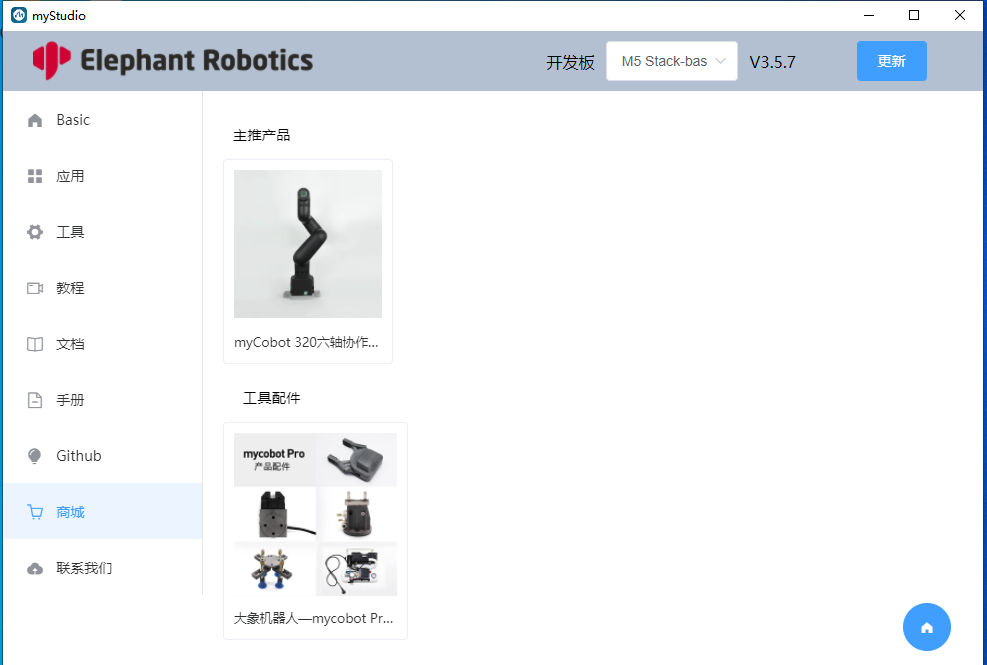 myStudio
Elephant Robotics
开发板
M5 Stack-bas
V3.5.7
更新
Basic
应用
工具
教程
文档
手册
Github
商城
联系我们
主推产品
myCobot 320六轴协作...
工具配件
mycobot Pro
产品配件
大象机器人—mycobot Pr...